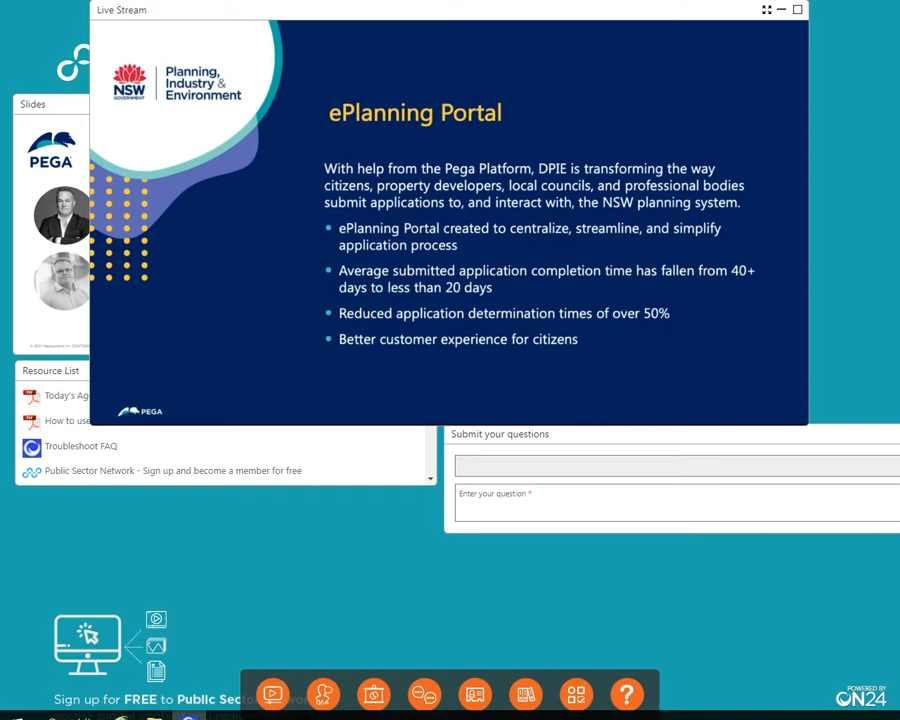 Live Stream
NSW
GOVERNMENT
Planning,
Industry &
Environment
ePlanning Portal
With help from the Pega Platform, DPIE is transforming the way
citizens, property developers, local councils, and professional bodies
submit applications to, and interact with, the NSW planning system.
ePlanning Portal created to centralize, streamline, and simplify
application process
Average submitted application completion time has fallen from 40+
days to less than 20 days
Reduced application determination times of over 50%
Better customer experience for citizens
PEGA
Slides
PEGA
Resource List
Today's Ag
How to use
Troubleshoot FAQ
Public Sector Network - Sign up and become a member for free
Submit your questions
Enter your question *
Sign up for FREE to Public Sector
Q&A
?
POWERED BY
ON24